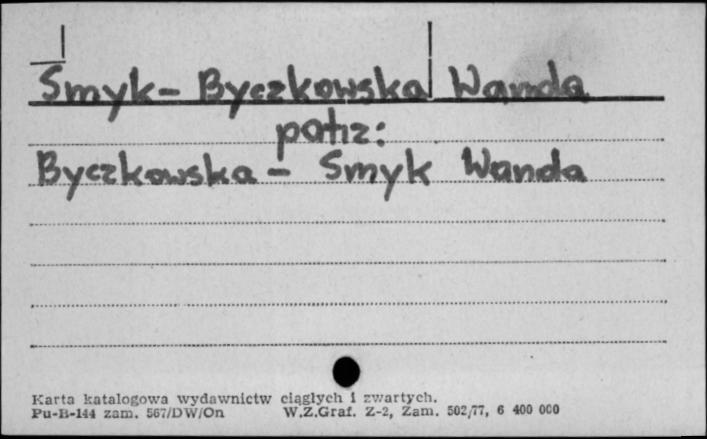 Smyk - Byczkowska Wanda
patrz:
Byczkowska - Smyk Wanda
Karta katalogowa wydawnictw ciągłych i zwartych.
Pu-B-144 zam. 567/DW/On W.Z.Graf. Z-2, Zam. 502/77, 6 400 000